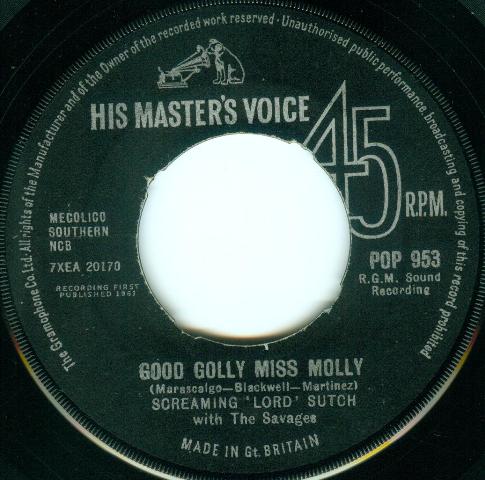 The Gramophone Co. Ltd. All rights of the Manufacturer and of the Owner of the recorded work reserved · Unauthorised public performance, broadcasting and copying of this record prohibited
HIS MASTER'S VOICE
45 R.P.M.
MECOLICO
SOUTHERN
NCB
7XEA 20170
RECORDING FIRST
PUBLISHED 1961
POP 953
R.G.M. Sound
Recording
GOOD GOLLY MISS MOLLY
(Marascalgo—Blackwell—Martinez)
SCREAMING 'LORD' SUTCH
with The Savages
MADE IN Gt. BRITAIN